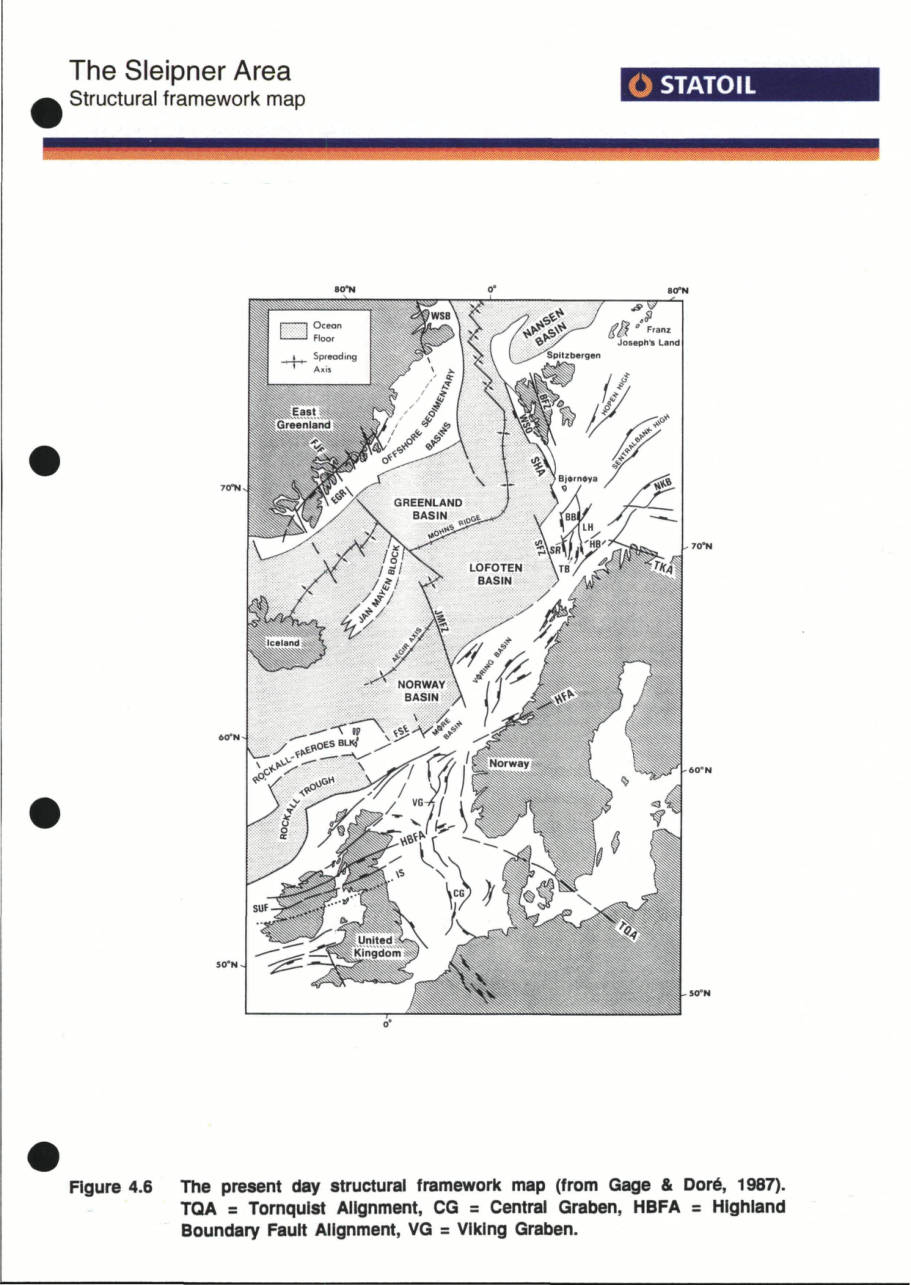 The Sleipner Area
Structural framework map
STATOIL
80°N
0°
80°N
Ocean
Floor
Spreading
Axis
WSB
NANSEN
BASIN
Franz
Joseph's Land
Spitzbergen
HOPEN HIGH
BFZ
WSO
East
Greenland
OFFSHORE SEDIMENTARY
BASINS
SENTRALBANK HIGH
FJF
SHA
Bjørnøya
NKB
70°N
EGR
GREENLAND
BASIN
BB
LH
MOHNS RIDGE
SFZ
SR
HB
70°N
TB
TKA
LOFOTEN
BASIN
JAN MAYEN BLOCK
JMFZ
Iceland
AEGIR AXIS
VØRING BASIN
NORWAY
BASIN
HFA
MØRE
BASIN
FSE
60°N
ROCKALL-FAEROES BLK
Norway
60°N
ROCKALL TROUGH
VG
HBFA
IS
CG
SUF
TQA
United
Kingdom
50°N
50°N
0°
Figure 4.6 The present day structural framework map (from Gage & Doré, 1987).
TQA = Tornquist Alignment, CG = Central Graben, HBFA = Highland
Boundary Fault Alignment, VG = Viking Graben.